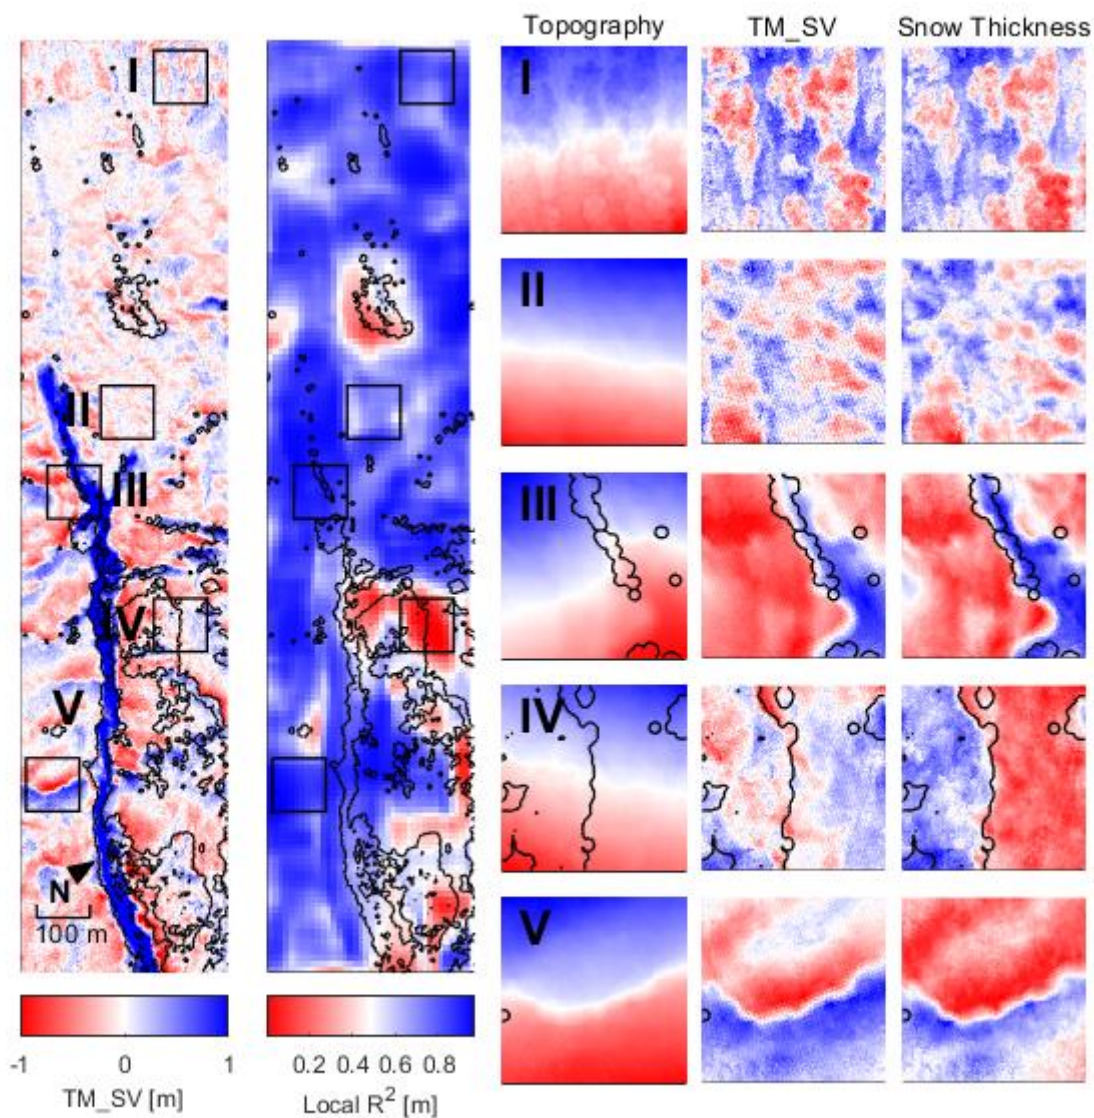 Topography TM_SV Snow Thickness
I I
II II
III III
IV IV
V V
N
100 m
-1 0 1
TM_SV [m]
0.2 0.4 0.6 0.8
Local R² [m]